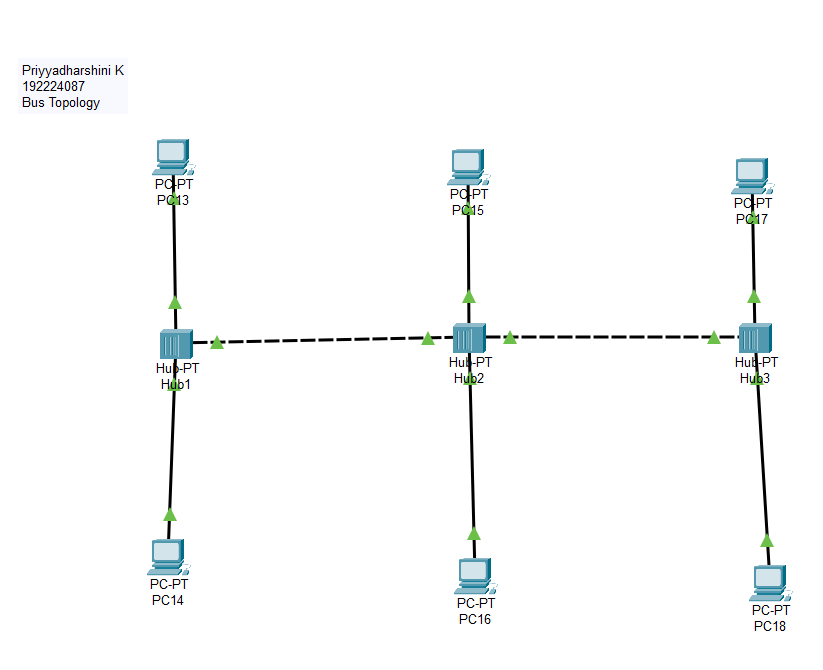 Priyyadharshini K
192224087
Bus Topology
PC-PT
PC13
PC-PT
PC15
PC-PT
PC17
Hub-PT
Hub1
Hub-PT
Hub2
Hub-PT
Hub3
PC-PT
PC14
PC-PT
PC16
PC-PT
PC18